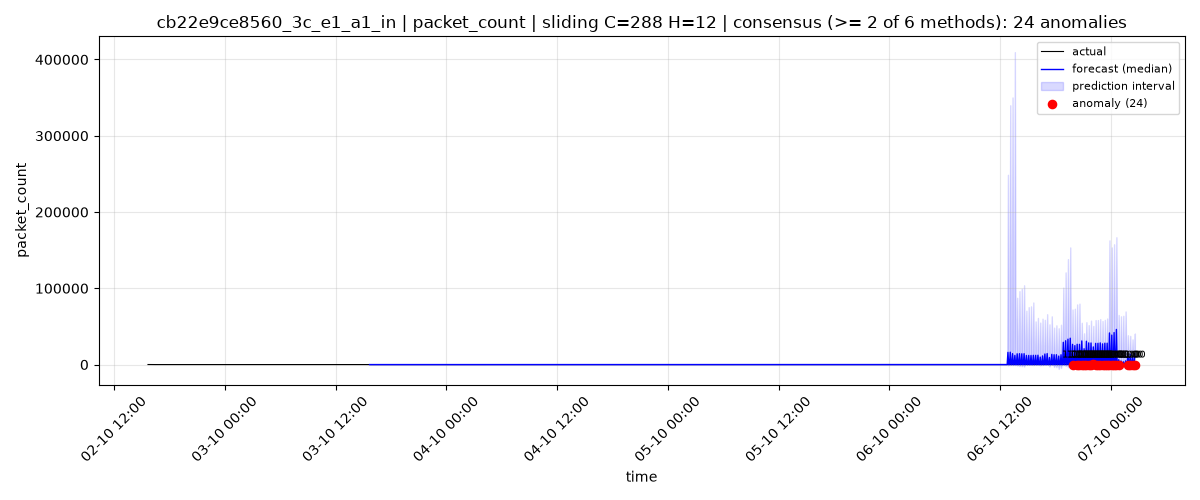 cb22e9ce8560_3c_e1_a1_in | packet_count | sliding C=288 H=12 | consensus (>= 2 of 6 methods): 24 anomalies
actual
forecast (median)
prediction interval
anomaly (24)
packet_count
400000
300000
200000
100000
0
02-10 12:00
03-10 00:00
03-10 12:00
04-10 00:00
04-10 12:00
05-10 00:00
05-10 12:00
06-10 00:00
06-10 12:00
07-10 00:00
time